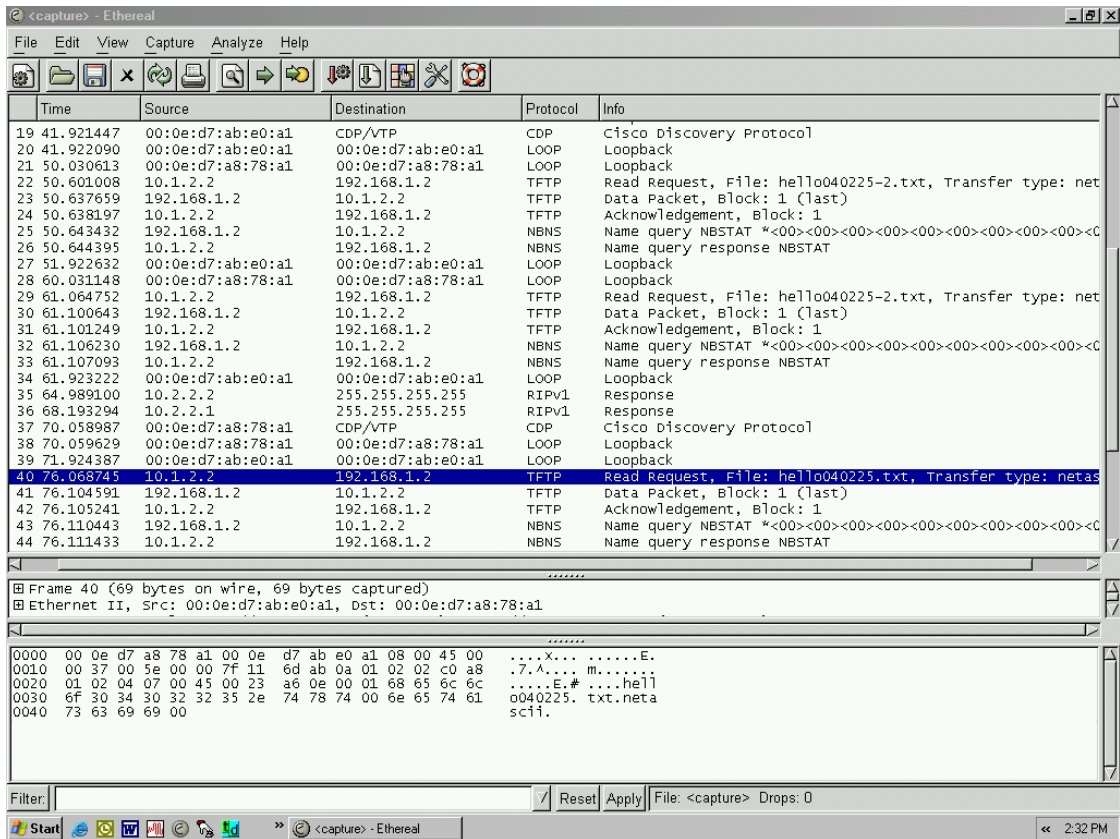 <capture> - Ethereal
File Edit View Capture Analyze Help
Time Source Destination Protocol Info
19 41.921447 00:0e:d7:ab:e0:a1 CDP/VTP CDP Cisco Discovery Protocol
20 41.922090 00:0e:d7:ab:e0:a1 00:0e:d7:ab:e0:a1 LOOP Loopback
21 50.030613 00:0e:d7:a8:78:a1 00:0e:d7:a8:78:a1 LOOP Loopback
22 50.601008 10.1.2.2 192.168.1.2 TFTP Read Request, File: hello040225-2.txt, Transfer type: net
23 50.637659 192.168.1.2 10.1.2.2 TFTP Data Packet, Block: 1 (last)
24 50.638197 10.1.2.2 192.168.1.2 TFTP Acknowledgement, Block: 1
25 50.643432 192.168.1.2 10.1.2.2 NBNS Name query NBSTAT *<00><00><00><00><00><00><00><00><00><0
26 50.644395 10.1.2.2 192.168.1.2 NBNS Name query response NBSTAT
27 51.922632 00:0e:d7:ab:e0:a1 00:0e:d7:ab:e0:a1 LOOP Loopback
28 60.031148 00:0e:d7:a8:78:a1 00:0e:d7:a8:78:a1 LOOP Loopback
29 61.064752 10.1.2.2 192.168.1.2 TFTP Read Request, File: hello040225-2.txt, Transfer type: net
30 61.100643 192.168.1.2 10.1.2.2 TFTP Data Packet, Block: 1 (last)
31 61.101249 10.1.2.2 192.168.1.2 TFTP Acknowledgement, Block: 1
32 61.106230 192.168.1.2 10.1.2.2 NBNS Name query NBSTAT *<00><00><00><00><00><00><00><00><00><0
33 61.107093 10.1.2.2 192.168.1.2 NBNS Name query response NBSTAT
34 61.923222 00:0e:d7:ab:e0:a1 00:0e:d7:ab:e0:a1 LOOP Loopback
35 64.989100 10.2.2.2 255.255.255.255 RIPv1 Response
36 68.193294 10.2.2.1 255.255.255.255 RIPv1 Response
37 70.058987 00:0e:d7:a8:78:a1 CDP/VTP CDP Cisco Discovery Protocol
38 70.059629 00:0e:d7:a8:78:a1 00:0e:d7:a8:78:a1 LOOP Loopback
39 71.924387 00:0e:d7:ab:e0:a1 00:0e:d7:ab:e0:a1 LOOP Loopback
40 76.068745 10.1.2.2 192.168.1.2 TFTP Read Request, File: hello040225.txt, Transfer type: netas
41 76.104591 192.168.1.2 10.1.2.2 TFTP Data Packet, Block: 1 (last)
42 76.105241 10.1.2.2 192.168.1.2 TFTP Acknowledgement, Block: 1
43 76.110443 192.168.1.2 10.1.2.2 NBNS Name query NBSTAT *<00><00><00><00><00><00><00><00><00><0
44 76.111433 10.1.2.2 192.168.1.2 NBNS Name query response NBSTAT
Frame 40 (69 bytes on wire, 69 bytes captured)
Ethernet II, Src: 00:0e:d7:ab:e0:a1, Dst: 00:0e:d7:a8:78:a1
0000 00 0e d7 a8 78 a1 00 0e d7 ab e0 a1 08 00 45 00 ....x... ......E.
0010 00 37 00 5e 00 00 7f 11 6d ab 0a 01 02 02 c0 a8 .7.^.... m.......
0020 01 02 04 07 00 45 00 23 a6 0e 00 01 68 65 6c 6c .....E.# ....hell
0030 6f 30 34 30 32 32 35 2e 74 78 74 00 6e 65 74 61 o040225. txt.neta
0040 73 63 69 69 00 scii.
Filter: Reset Apply File: <capture> Drops: 0
Start » <capture> - Ethereal « 2:32 PM